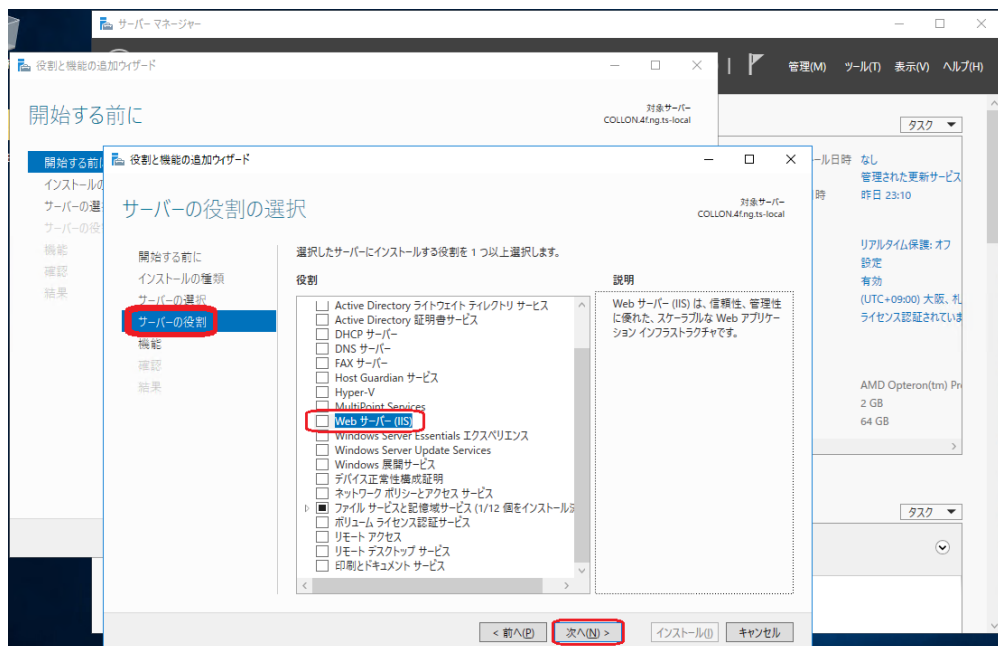 サーバー マネージャー
管理(M) ツール(T) 表示(V) ヘルプ(H)
タスク
なし
管理された更新サービス
昨日 23:10
リアルタイム保護: オフ
設定
有効
(UTC+09:00) 大阪、札
ライセンス認証されていま
AMD Opteron(tm) Pr
2 GB
64 GB
タスク
役割と機能の追加ウィザード
開始する前に
対象サーバー
COLLON.4f.ng.ts-local
開始する前に
インストールの
サーバーの選
サーバーの役
機能
確認
結果
役割と機能の追加ウィザード
サーバーの役割の選択
対象サーバー
COLLON.4f.ng.ts-local
開始する前に
インストールの種類
サーバーの選択
サーバーの役割
機能
確認
結果
選択したサーバーにインストールする役割を 1 つ以上選択します。
役割
Active Directory ライトウェイト ディレクトリ サービス
Active Directory 証明書サービス
DHCP サーバー
DNS サーバー
FAX サーバー
Host Guardian サービス
Hyper-V
MultiPoint Services
Web サーバー (IIS)
Windows Server Essentials エクスペリエンス
Windows Server Update Services
Windows 展開サービス
デバイス正常性構成証明
ネットワーク ポリシーとアクセス サービス
ファイル サービスと記憶域サービス (1/12 個をインストール済
ボリューム ライセンス認証サービス
リモート アクセス
リモート デスクトップ サービス
印刷とドキュメント サービス
説明
Web サーバー (IIS) は、信頼性、管理性
に優れた、スケーラブルな Web アプリケー
ション インフラストラクチャです。
< 前へ(P)
次へ(N) >
インストール(I)
キャンセル